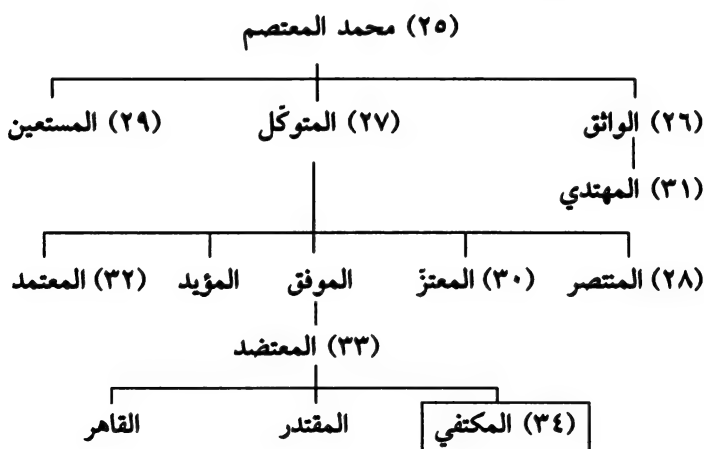 (٢٥) محمد المعتصم
(٢٦) الواثق (٢٧) المتوكّل (٢٩) المستعين
(٣١) المهتدي
(٢٨) المنتصر (٣٠) المعتزّ الموفق المؤيد (٣٢) المعتمد
(٣٣) المعتضد
(٣٤) المكتفي المقتدر القاهر